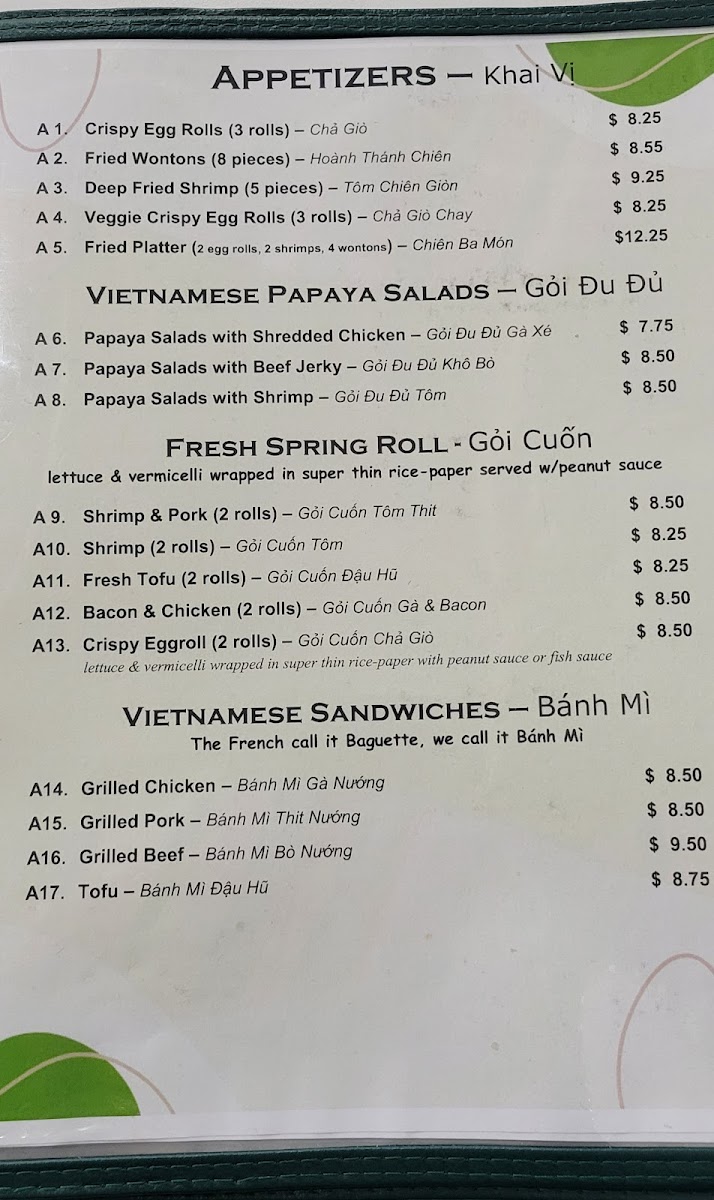 APPETIZERS – Khai Vị
A 1. Crispy Egg Rolls (3 rolls) – Chả Giò $ 8.25
A 2. Fried Wontons (8 pieces) – Hoành Thánh Chiên $ 8.55
A 3. Deep Fried Shrimp (5 pieces) – Tôm Chiên Giòn $ 9.25
A 4. Veggie Crispy Egg Rolls (3 rolls) – Chả Giò Chay $ 8.25
A 5. Fried Platter (2 egg rolls, 2 shrimps, 4 wontons) – Chiên Ba Món $12.25
VIETNAMESE PAPAYA SALADS – Gỏi Đu Đủ
A 6. Papaya Salads with Shredded Chicken – Gỏi Đu Đủ Gà Xé $ 7.75
A 7. Papaya Salads with Beef Jerky – Gỏi Đu Đủ Khô Bò $ 8.50
A 8. Papaya Salads with Shrimp – Gỏi Đu Đủ Tôm $ 8.50
FRESH SPRING ROLL - Gỏi Cuốn
lettuce & vermicelli wrapped in super thin rice-paper served w/peanut sauce
A 9. Shrimp & Pork (2 rolls) – Gỏi Cuốn Tôm Thit $ 8.50
A10. Shrimp (2 rolls) – Gỏi Cuốn Tôm $ 8.25
A11. Fresh Tofu (2 rolls) – Gỏi Cuốn Đậu Hũ $ 8.25
A12. Bacon & Chicken (2 rolls) – Gỏi Cuốn Gà & Bacon $ 8.50
A13. Crispy Eggroll (2 rolls) – Gỏi Cuốn Chả Giò $ 8.50
lettuce & vermicelli wrapped in super thin rice-paper with peanut sauce or fish sauce
VIETNAMESE SANDWICHES – Bánh Mì
The French call it Baguette, we call it Bánh Mì
A14. Grilled Chicken – Bánh Mì Gà Nướng $ 8.50
A15. Grilled Pork – Bánh Mì Thit Nướng $ 8.50
A16. Grilled Beef – Bánh Mì Bò Nướng $ 9.50
A17. Tofu – Bánh Mì Đậu Hũ $ 8.75